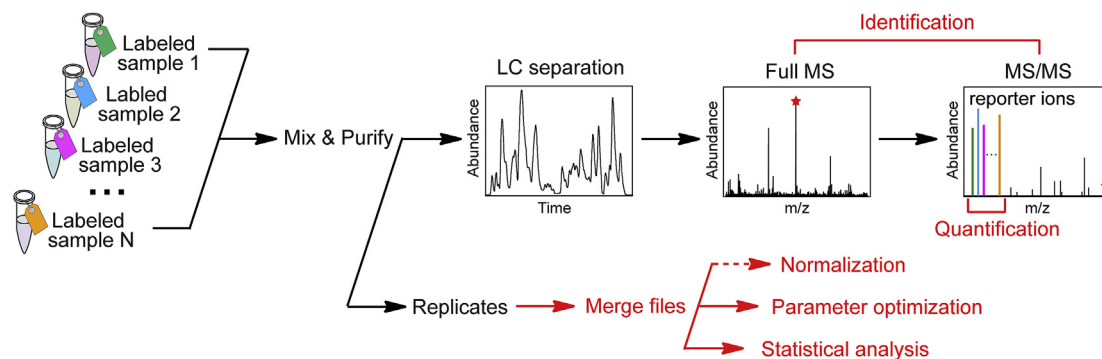 Labeled
sample 1
Labled
sample 2
Labeled
sample 3
...
Labeled
sample N
Mix & Purify
LC separation
Abundance
Time
Full MS
Abundance
m/z
Identification
MS/MS
reporter ions
...
Abundance
m/z
Quantification
Replicates
Merge files
Normalization
Parameter optimization
Statistical analysis